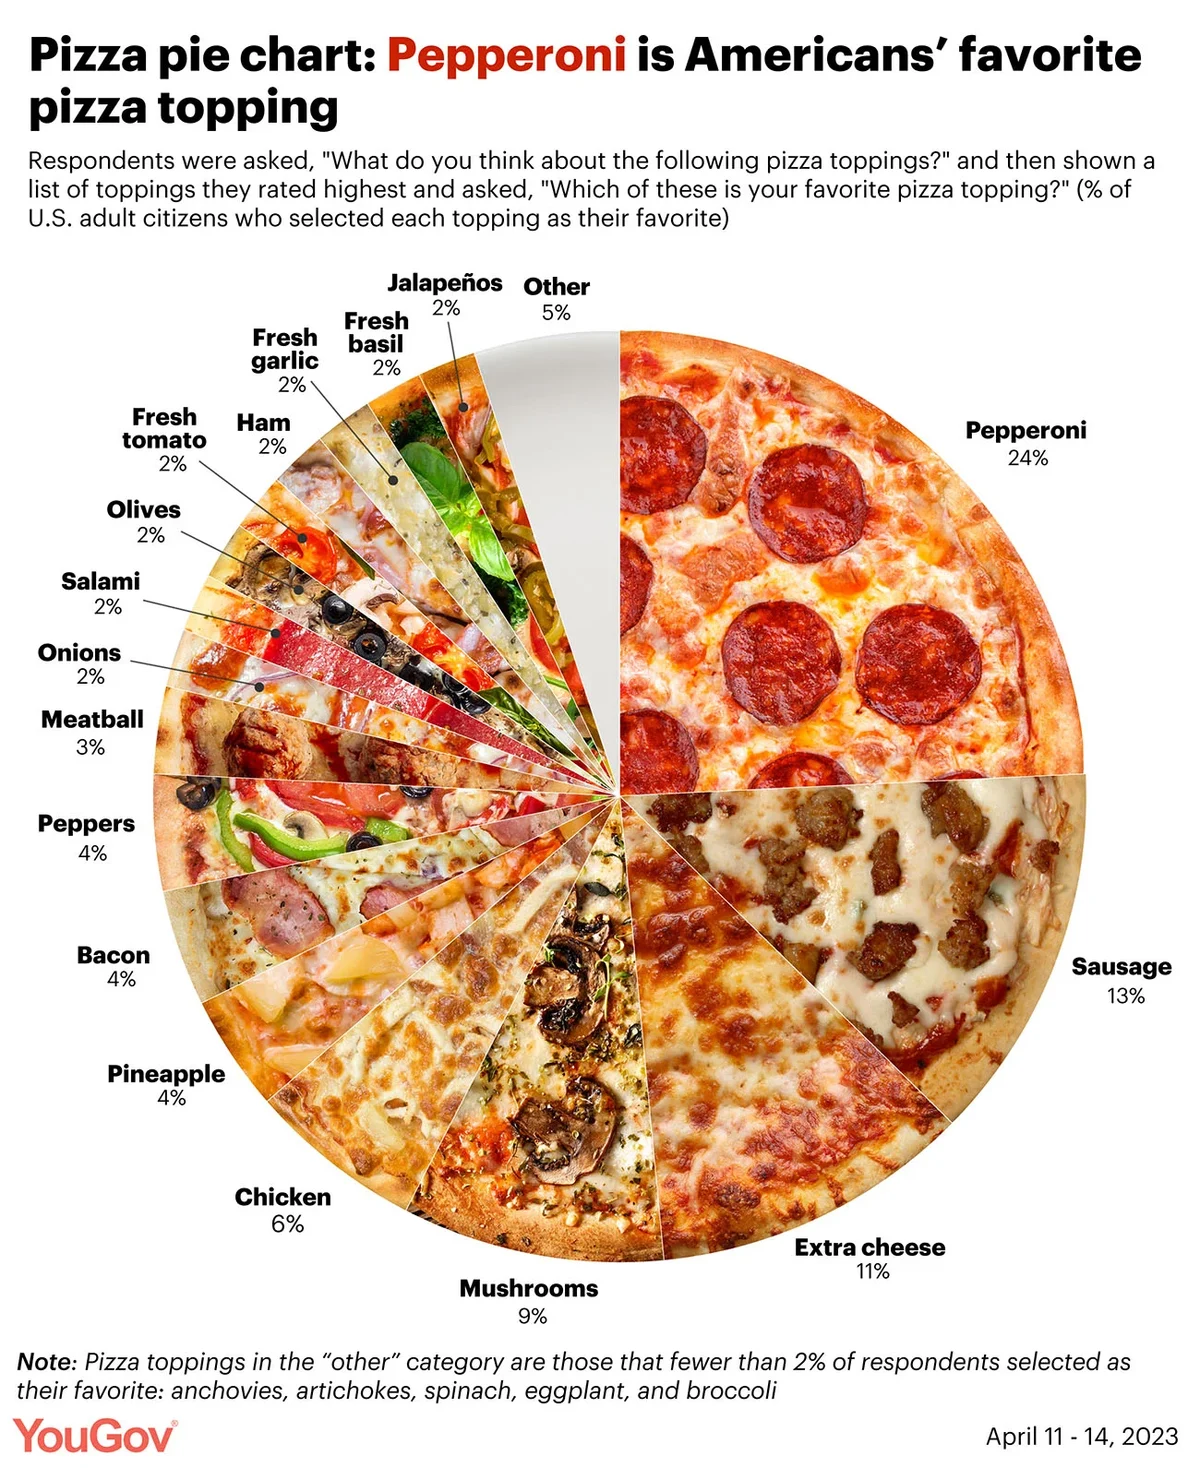 Pizza pie chart: Pepperoni is Americans’ favorite
pizza topping
Respondents were asked, "What do you think about the following pizza toppings?" and then shown a
list of toppings they rated highest and asked, "Which of these is your favorite pizza topping?" (% of
U.S. adult citizens who selected each topping as their favorite)
Jalapeños
2%
Other
5%
Fresh
basil
2%
Fresh
garlic
2%
Ham
2%
Fresh
tomato
2%
Olives
2%
Salami
2%
Onions
2%
Meatball
3%
Peppers
4%
Bacon
4%
Pineapple
4%
Chicken
6%
Mushrooms
9%
Extra cheese
11%
Sausage
13%
Pepperoni
24%
Note: Pizza toppings in the “other” category are those that fewer than 2% of respondents selected as
their favorite: anchovies, artichokes, spinach, eggplant, and broccoli
YouGov®
April 11 - 14, 2023